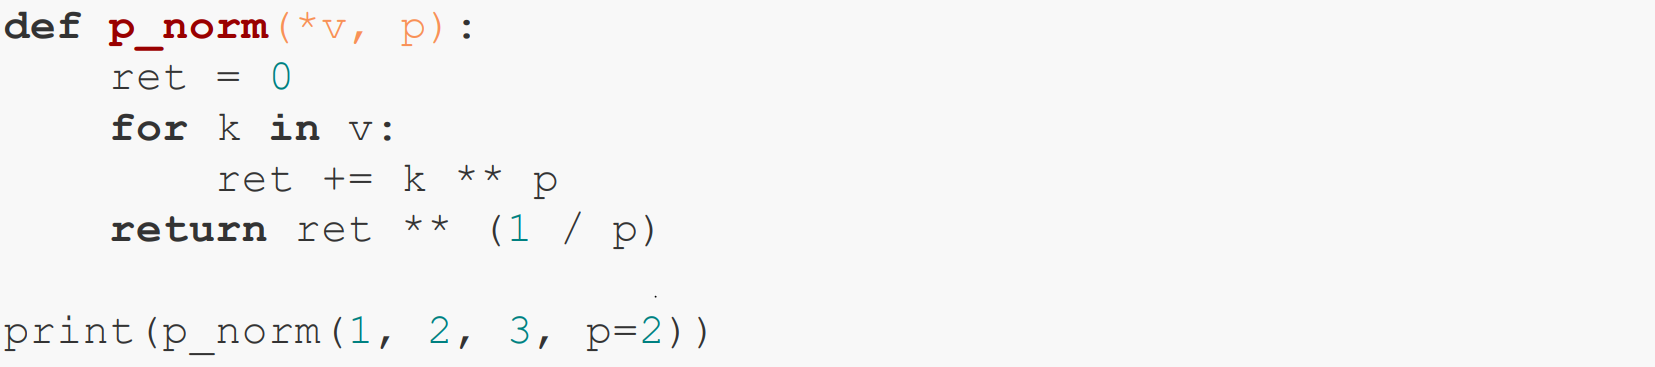 def p_norm(*v, p):
    ret = 0
    for k in v:
        ret += k ** p
    return ret ** (1 / p)

print(p_norm(1, 2, 3, p=2))